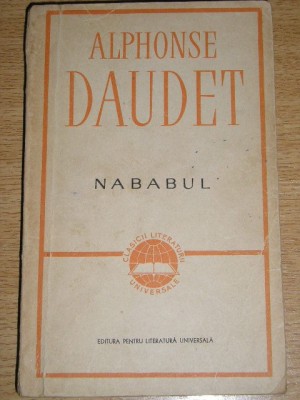 ALPHONSE
DAUDET
NABABUL
CLASICII LITERATURII
UNIVERSALE
EDITURA PENTRU LITERATURĂ UNIVERSALĂ